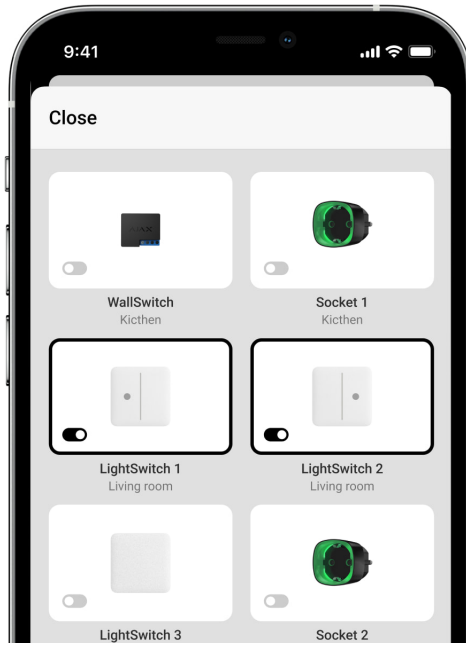 9:41
Close
AJAX
WallSwitch
Kicthen
Socket 1
Kicthen
LightSwitch 1
Living room
LightSwitch 2
Living room
LightSwitch 3
Socket 2